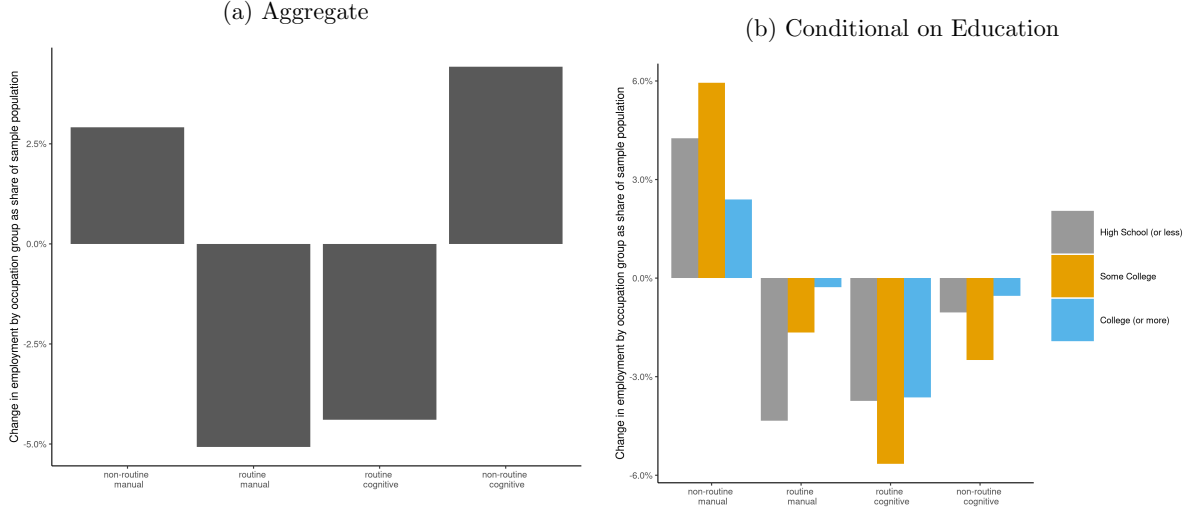 (a) Aggregate
Change in employment by occupation group as share of sample population
2.5%
0.0%
-2.5%
-5.0%
non-routine
manual
routine
manual
routine
cognitive
non-routine
cognitive
(b) Conditional on Education
Change in employment by occupation group as share of sample population
6.0%
3.0%
0.0%
-3.0%
-6.0%
non-routine
manual
routine
manual
routine
cognitive
non-routine
cognitive
High School (or less)
Some College
College (or more)